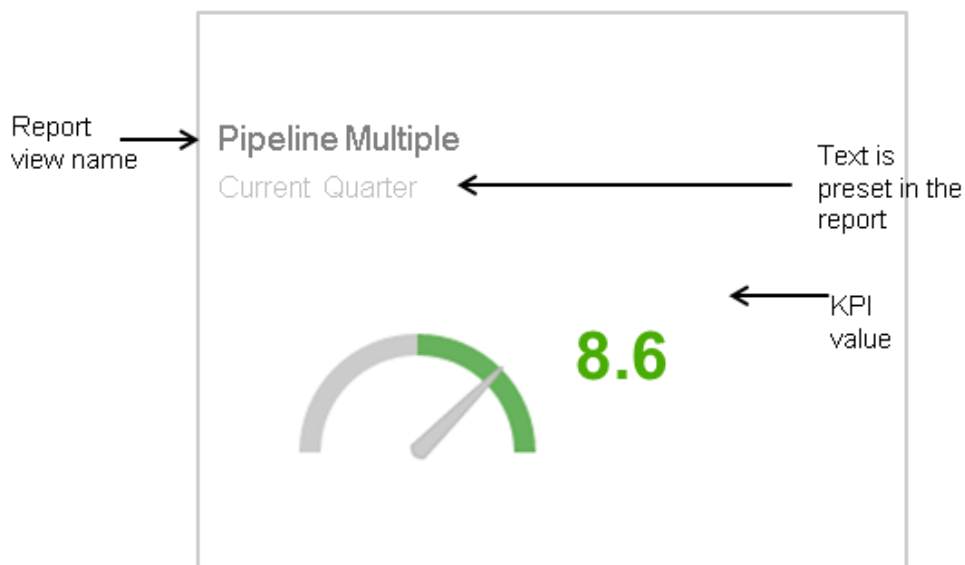 Report
view name
Pipeline Multiple
Current Quarter
Text is
preset in the
report
KPI
value
8.6